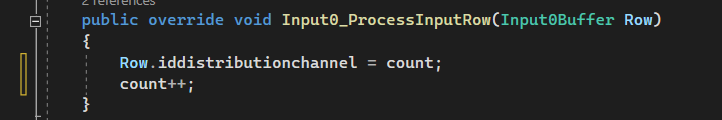 2 references
public override void Input0_ProcessInputRow(Input0Buffer Row)
{
Row.iddistributionchannel = count;
count++;
}